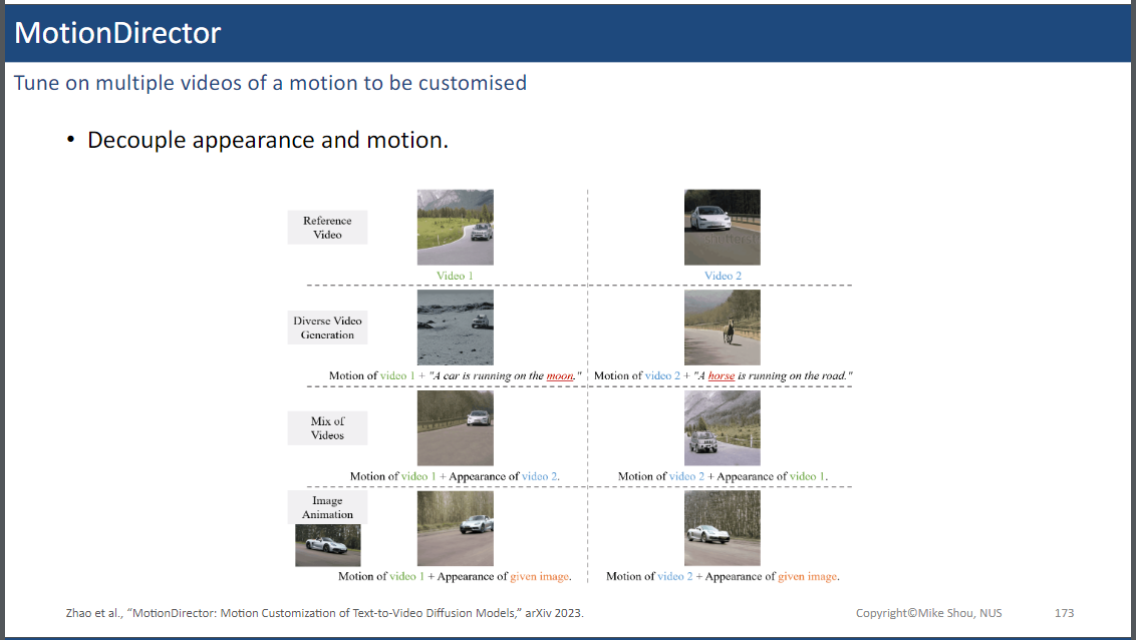 MotionDirector
Tune on multiple videos of a motion to be customised
• Decouple appearance and motion.
Reference
Video
Video 1
Video 2
Diverse Video
Generation
Motion of video 1 + "A car is running on the moon."
Motion of video 2 + "A horse is running on the road."
Mix of
Videos
Motion of video 1 + Appearance of video 2.
Motion of video 2 + Appearance of video 1.
Image
Animation
Motion of video 1 + Appearance of given image.
Motion of video 2 + Appearance of given image.
Zhao et al., “MotionDirector: Motion Customization of Text-to-Video Diffusion Models,” arXiv 2023.
Copyright©Mike Shou, NUS
173